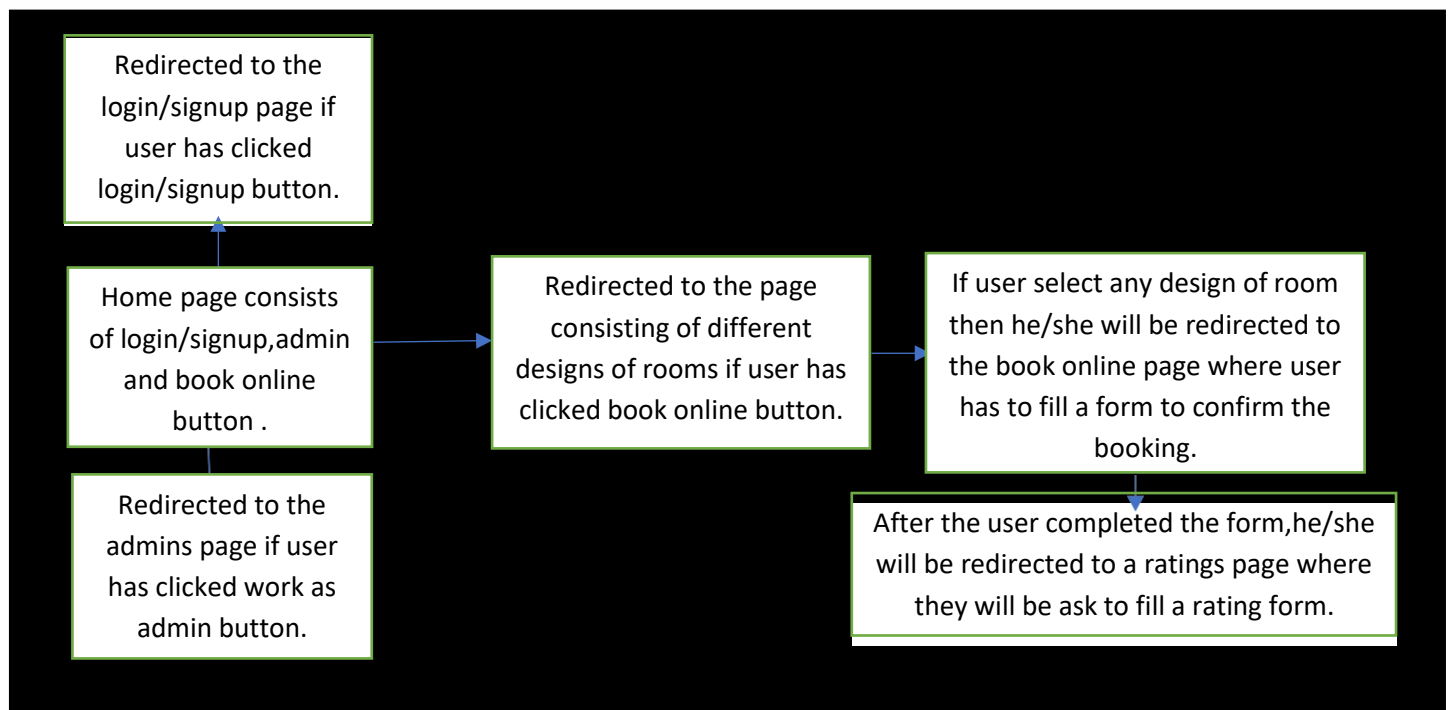 Redirected to the
login/signup page if
user has clicked
login/signup button.
Home page consists
of login/signup,admin
and book online
button .
Redirected to the
admins page if user
has clicked work as
admin button.
Redirected to the page
consisting of different
designs of rooms if user has
clicked book online button.
If user select any design of room
then he/she will be redirected to
the book online page where user
has to fill a form to confirm the
booking.
After the user completed the form,he/she
will be redirected to a ratings page where
they will be ask to fill a rating form.